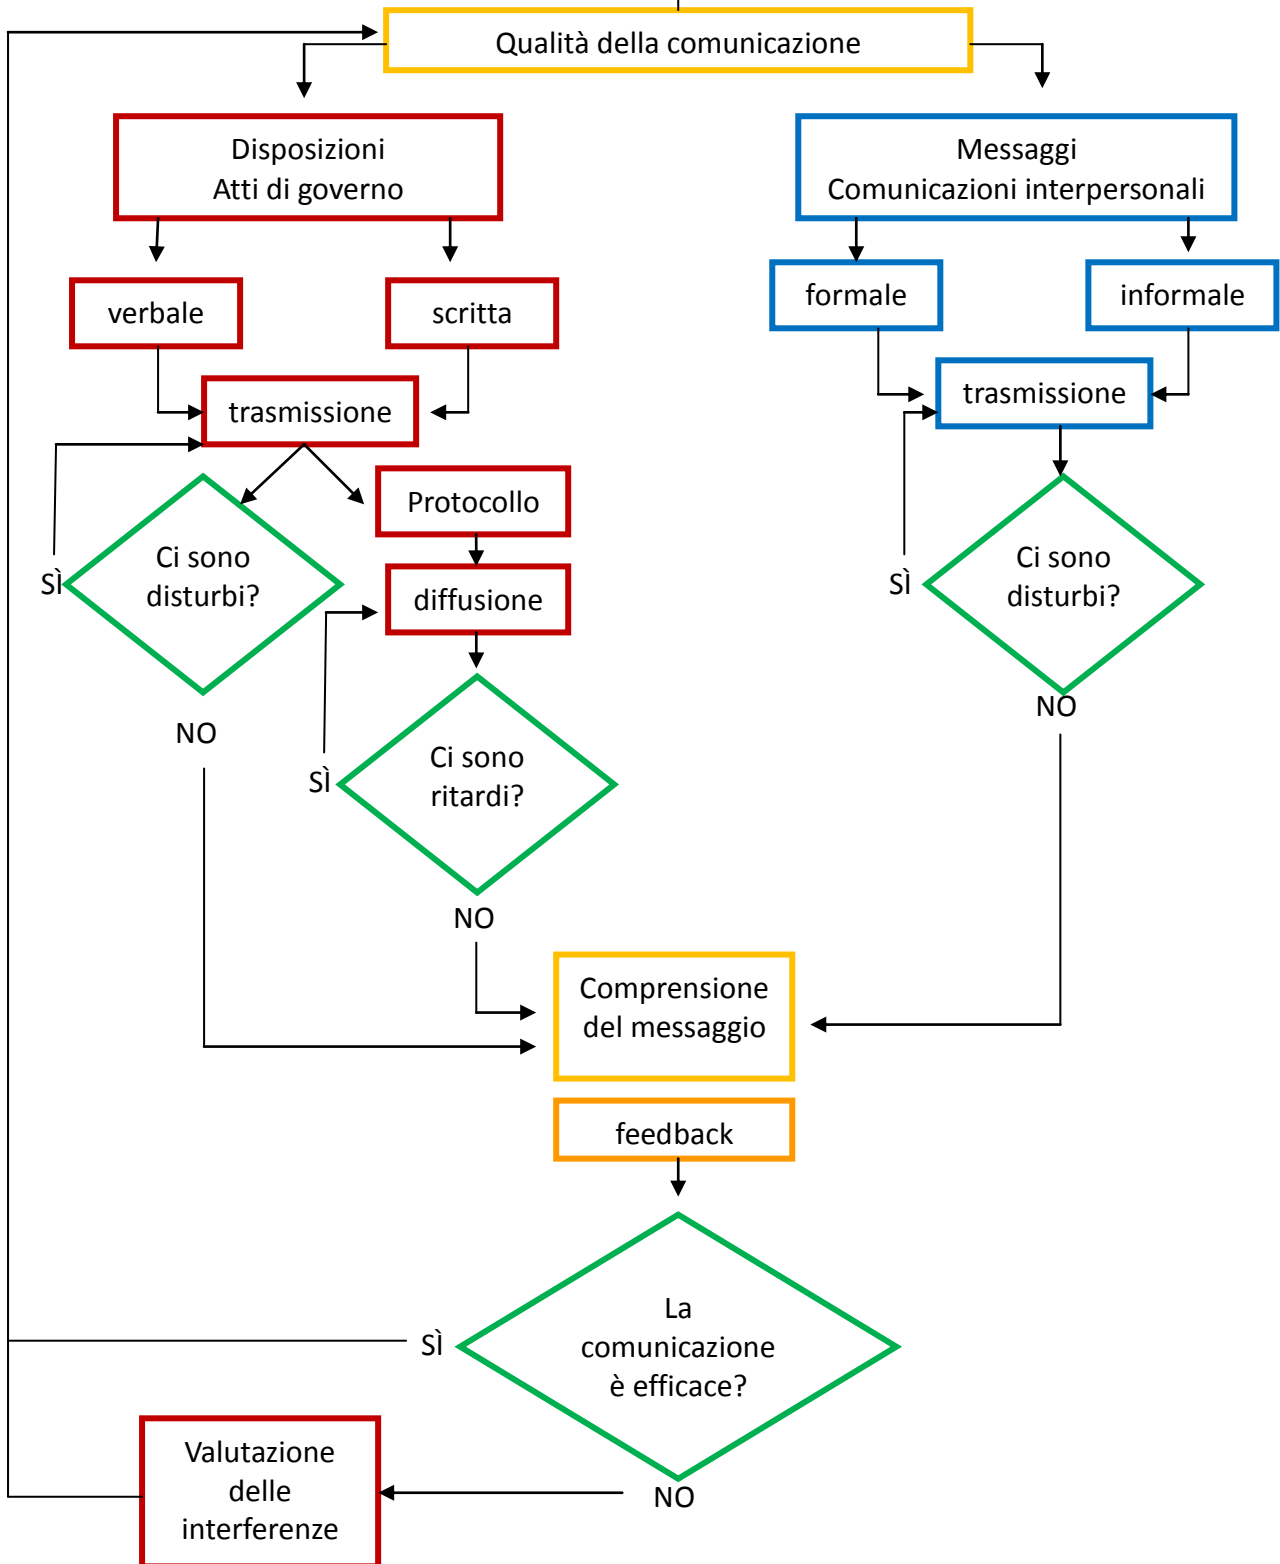 Qualità della comunicazione
Disposizioni
Atti di governo
Messaggi
Comunicazioni interpersonali
verbale
scritta
formale
informale
trasmissione
trasmissione
Protocollo
Ci sono
disturbi?
SÌ
diffusione
Ci sono
disturbi?
SÌ
NO
NO
Ci sono
ritardi?
SÌ
NO
Comprensione
del messaggio
feedback
La
comunicazione
è efficace?
SÌ
Valutazione
delle
interferenze
NO